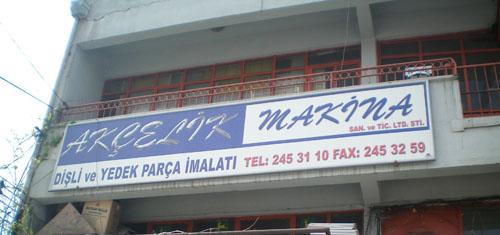 AKÇELİK MAKİNA
SAN. ve TİC. LTD. STİ.
DİŞLİ ve YEDEK PARÇA İMALATI TEL: 245 31 10 FAX: 245 32 59